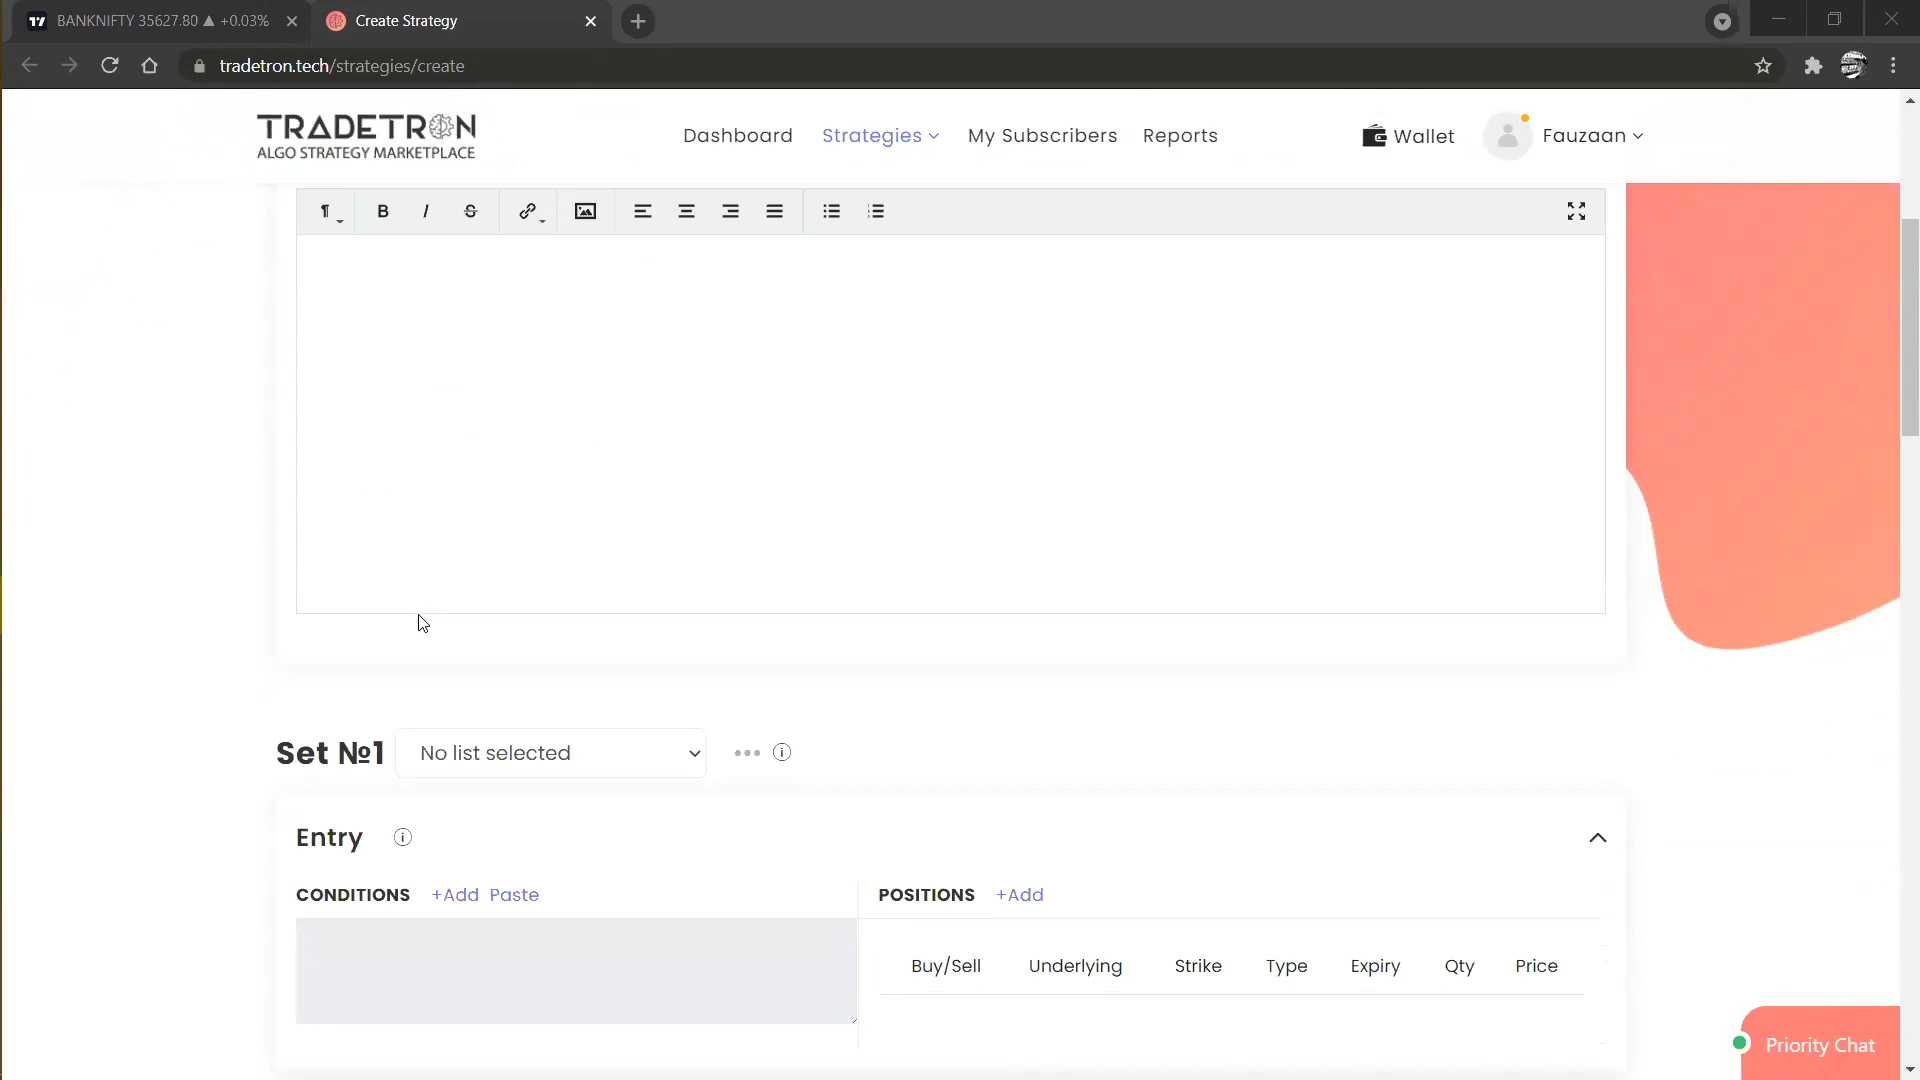 BANKNIFTY 35627.80 ▲ +0.03%
Create Strategy
tradetron.tech/strategies/create
TRADETRON
ALGO STRATEGY MARKETPLACE
Dashboard
Strategies
My Subscribers
Reports
Wallet
Fauzaan
Set №1
No list selected
Entry
CONDITIONS +Add Paste
POSITIONS +Add
Buy/Sell Underlying Strike Type Expiry Qty Price
Priority Chat